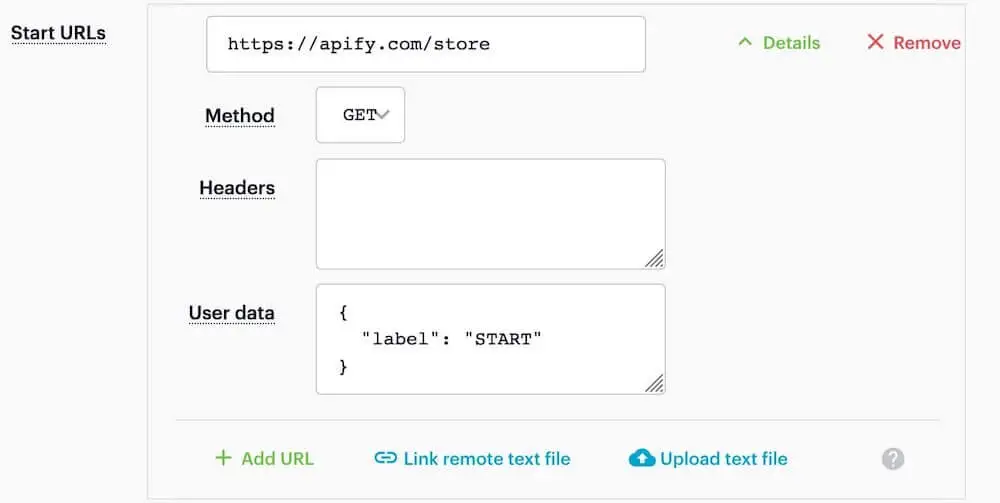 Start URLs
https://apify.com/store
Details
Remove
Method
GET
Headers
User data
{
"label": "START"
}
+ Add URL
Link remote text file
Upload text file
?